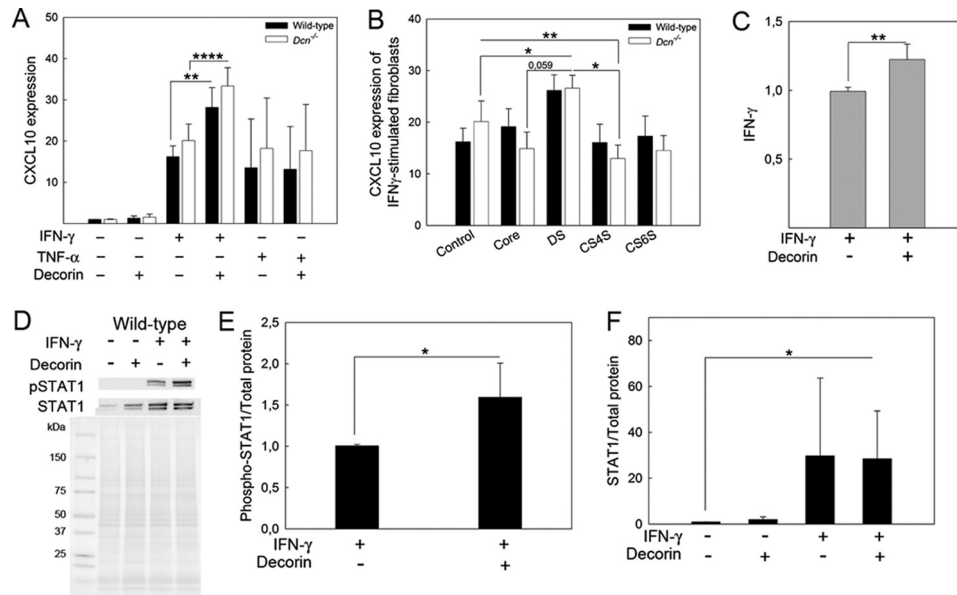 A
CXCL10 expression
50
40
30
20
10
Wild-type
Dcn-/-
**
****
IFN-γ – – + + – –
TNF-α – – – – + +
Decorin – + – + – +
B
CXCL10 expression of
IFNγ-stimulated fibroblasts
40
30
20
10
0
Wild-type
Dcn-/-
**
*
0,059
*
Control Core DS CS4S CS6S
C
IFN-γ
1,5
1,0
**
IFN-γ + +
Decorin - +
D
Wild-type
IFN-γ - - + +
Decorin - + - +
pSTAT1
STAT1
kDa
150
75
50
37
25
E
Phospho-STAT1/Total protein
2,5
2,0
1,5
1,0
0,5
0,0
*
IFN-γ + +
Decorin - +
F
STAT1/Total protein
80
60
40
20
0
*
IFN-γ - - + +
Decorin - + - +